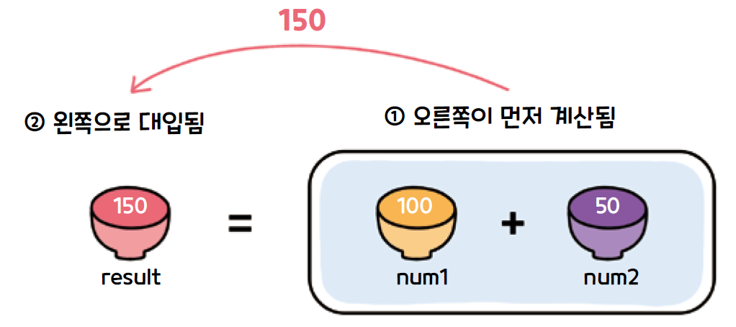 150
② 왼쪽으로 대입됨
① 오른쪽이 먼저 계산됨
150 = 100 + 50
result num1 num2